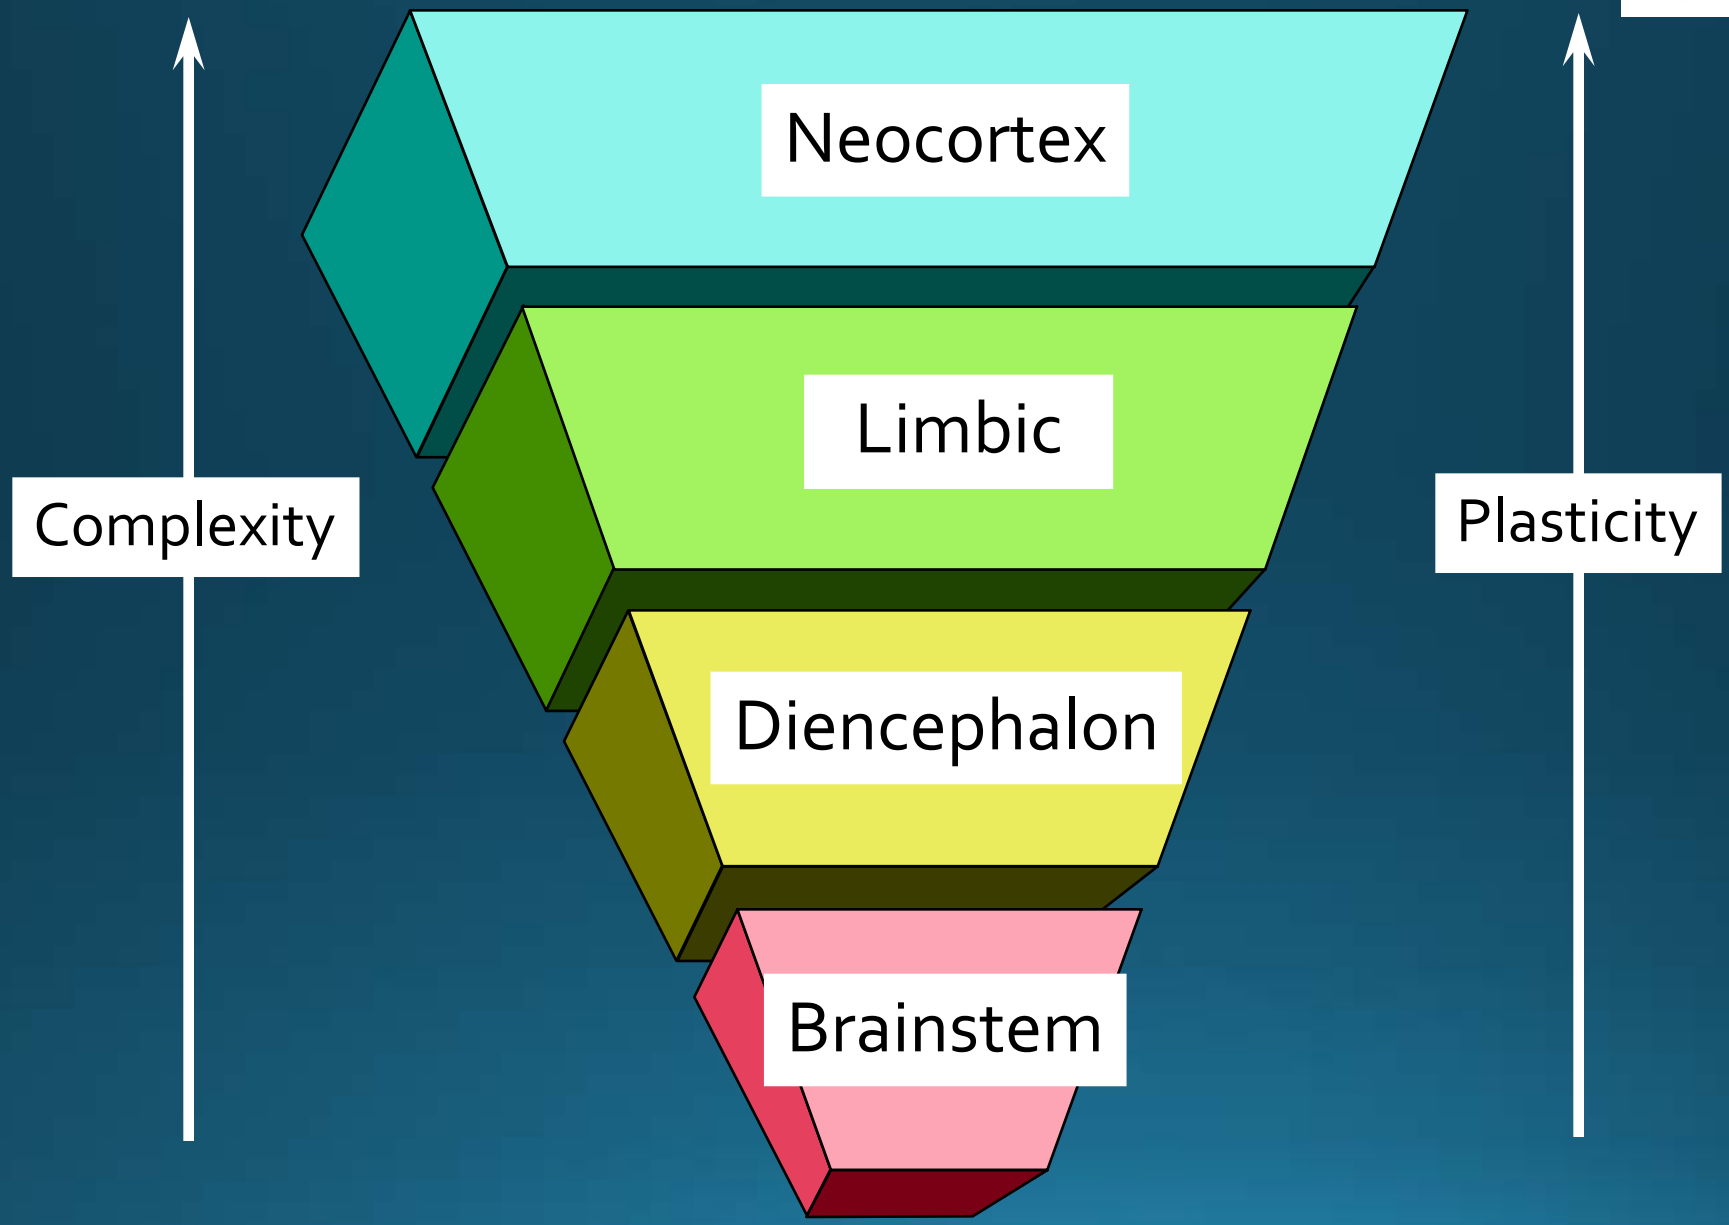 Neocortex
Limbic
Complexity
Plasticity
Diencephalon
Brainstem